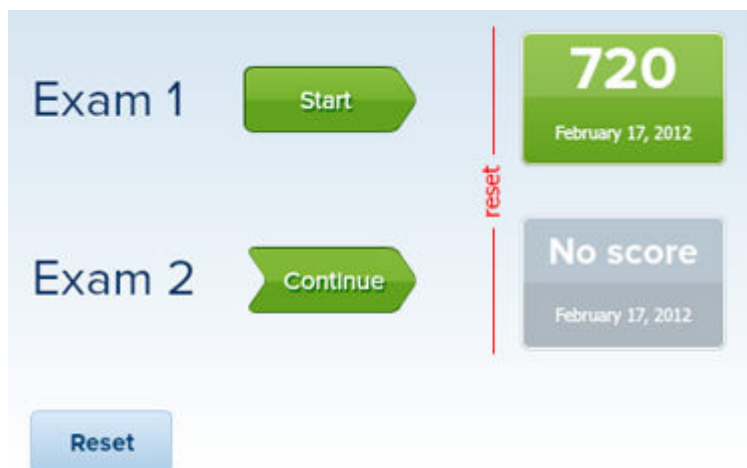 Exam 1
Start
720
February 17, 2012
reset
Exam 2
Continue
No score
February 17, 2012
Reset